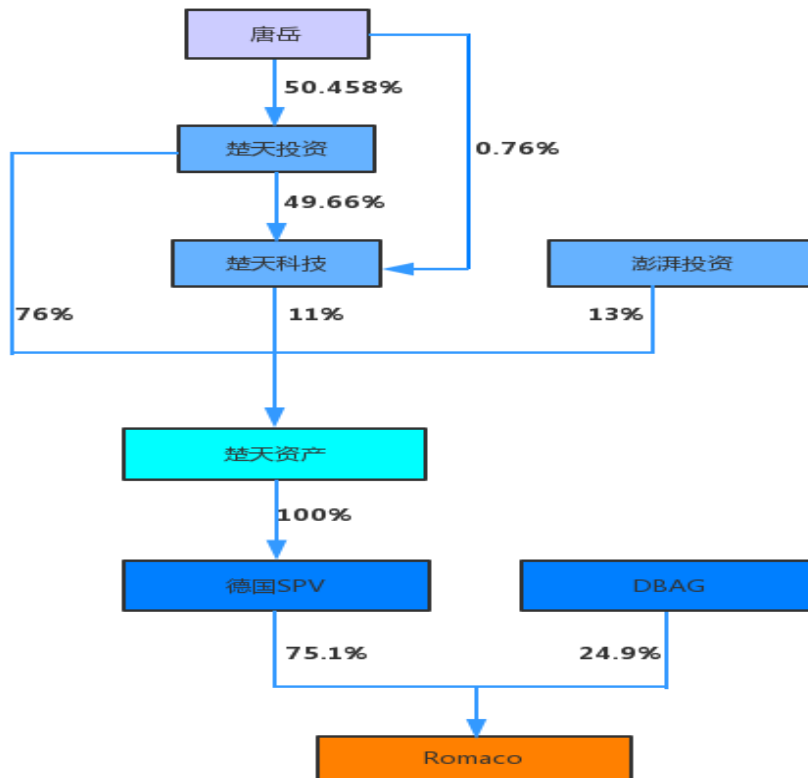 唐岳
50.458%
楚天投资
0.76%
49.66%
楚天科技
澎湃投资
76%
11%
13%
楚天资产
100%
德国SPV
DBAG
75.1%
24.9%
Romaco